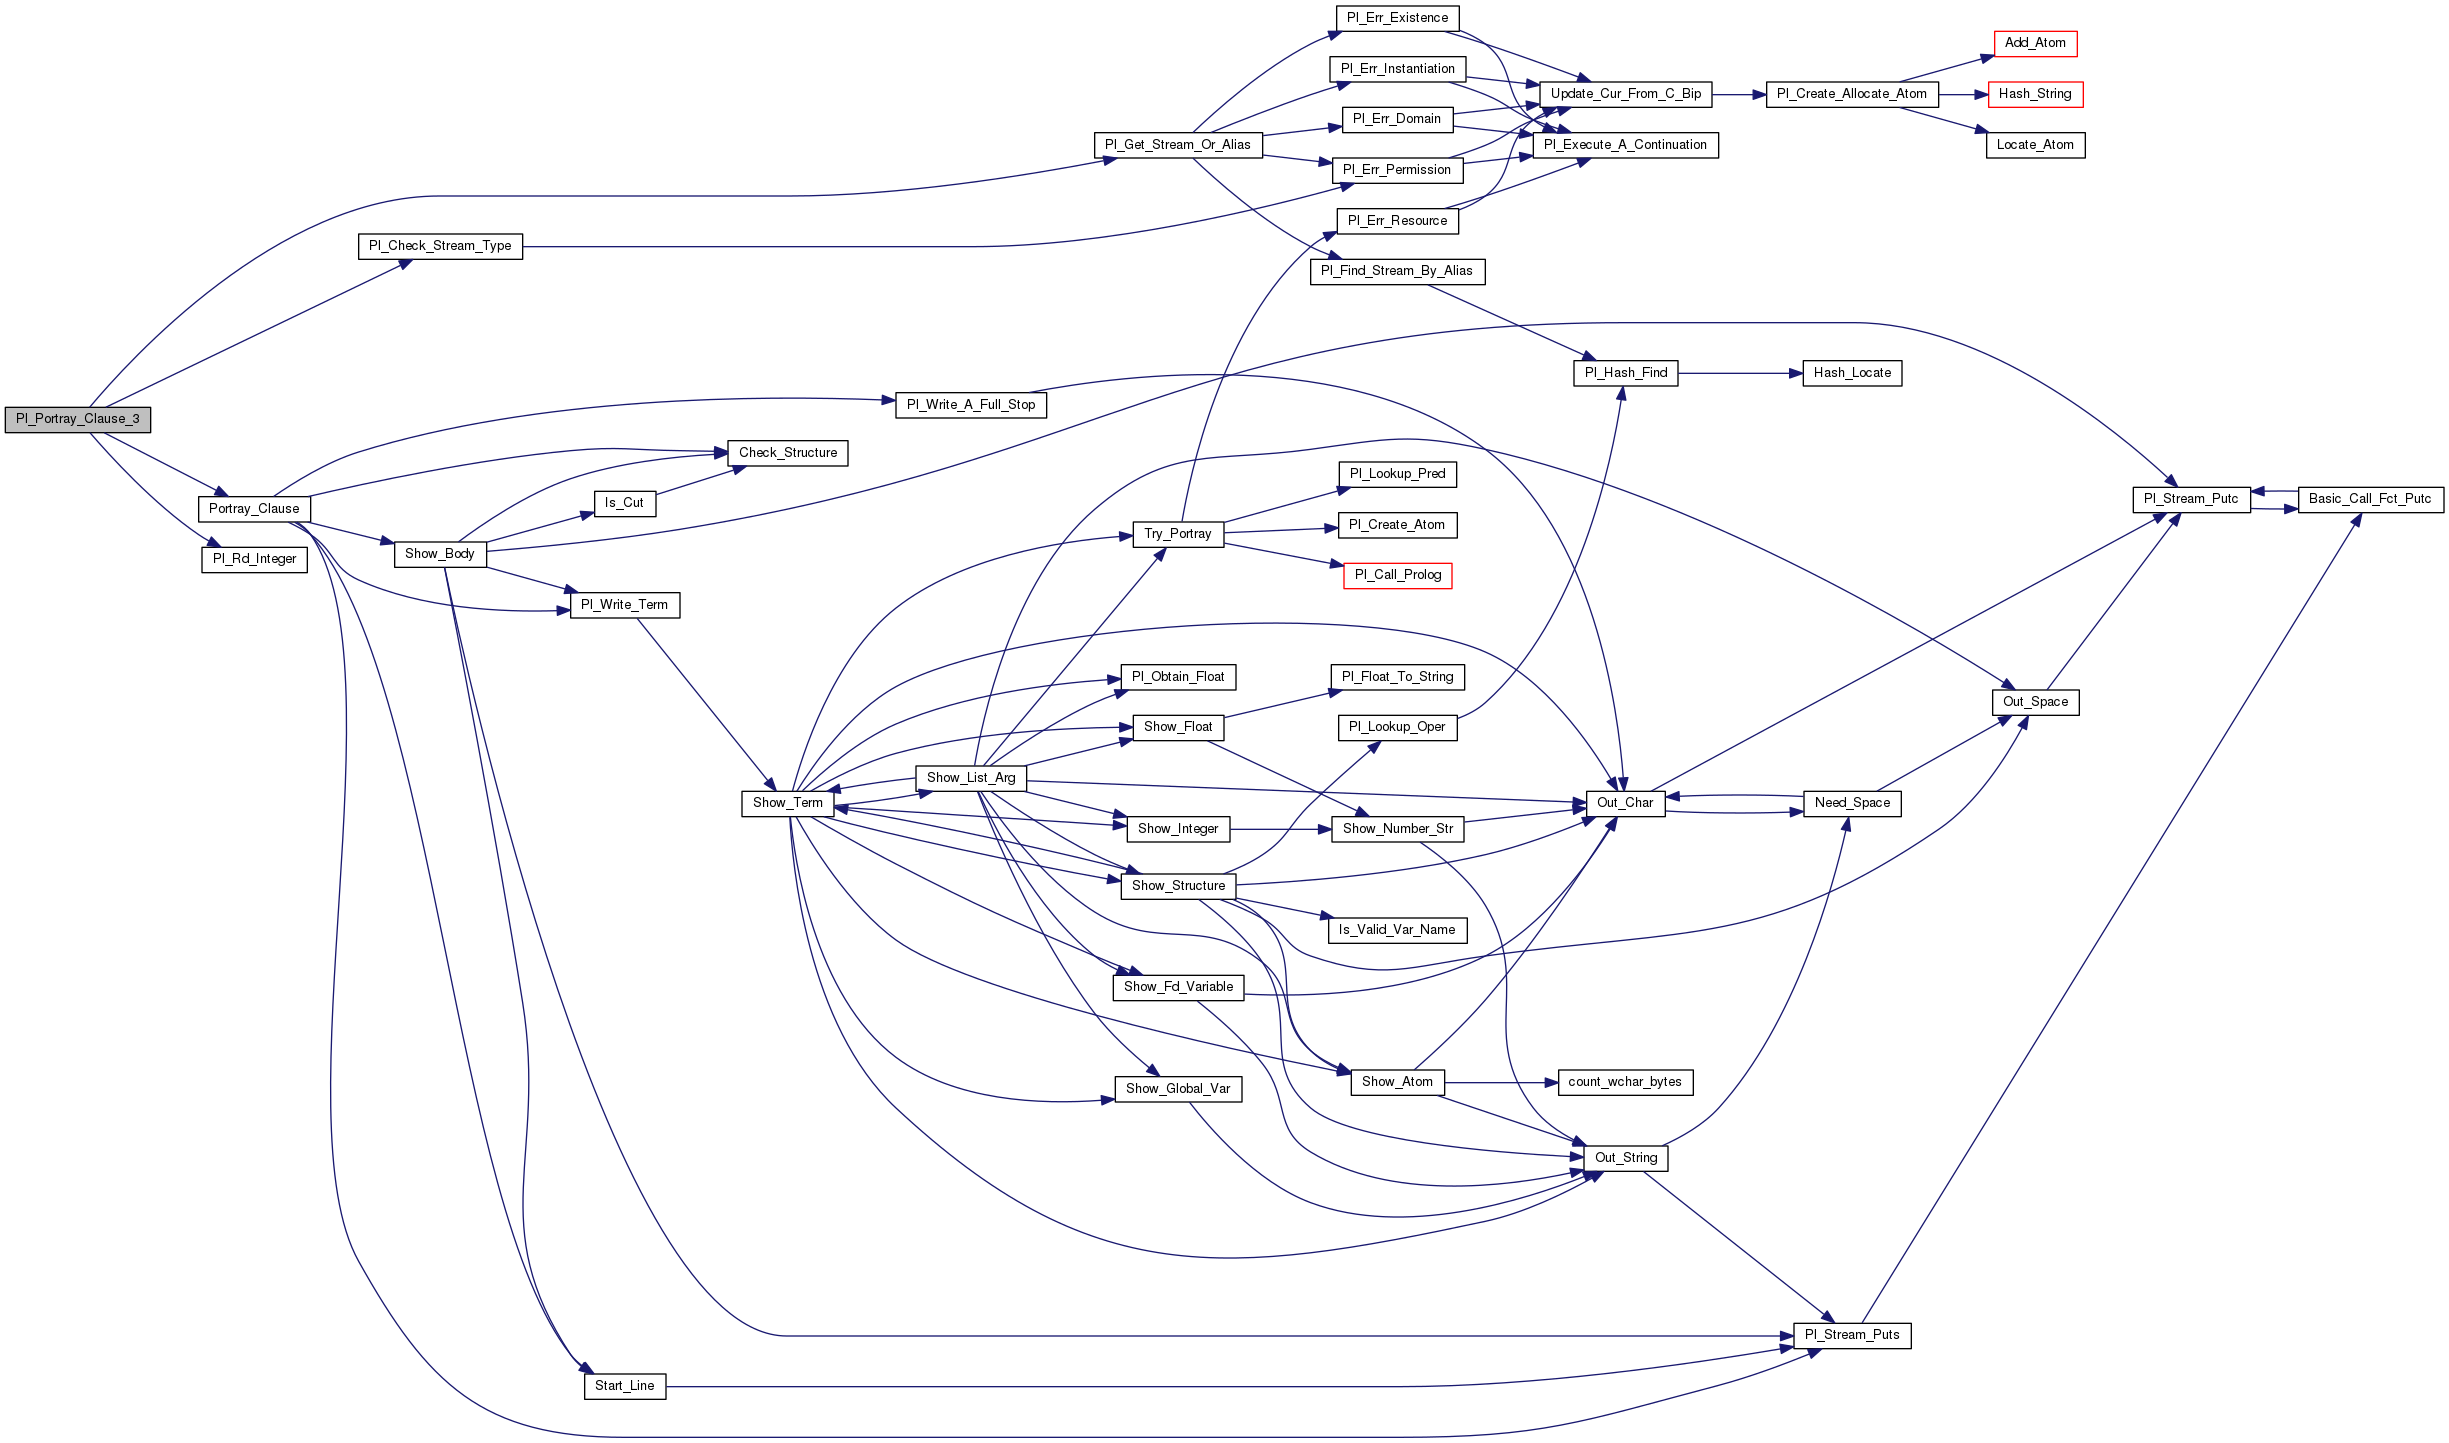 Pl_Err_Existence
Add_Atom
Pl_Err_Instantiation
Update_Cur_From_C_Bip
Pl_Create_Allocate_Atom
Hash_String
Pl_Err_Domain
Pl_Get_Stream_Or_Alias
Pl_Execute_A_Continuation
Locate_Atom
Pl_Err_Permission
Pl_Err_Resource
Pl_Check_Stream_Type
Pl_Find_Stream_By_Alias
Pl_Hash_Find
Hash_Locate
Pl_Write_A_Full_Stop
Pl_Portray_Clause_3
Check_Structure
Pl_Lookup_Pred
Is_Cut
Pl_Stream_Putc
Basic_Call_Fct_Putc
Portray_Clause
Pl_Create_Atom
Try_Portray
Show_Body
Pl_Rd_Integer
Pl_Call_Prolog
Pl_Write_Term
Pl_Obtain_Float
Pl_Float_To_String
Out_Space
Show_Float
Pl_Lookup_Oper
Show_List_Arg
Show_Term
Out_Char
Need_Space
Show_Integer
Show_Number_Str
Show_Structure
Is_Valid_Var_Name
Show_Fd_Variable
Show_Atom
count_wchar_bytes
Show_Global_Var
Out_String
Pl_Stream_Puts
Start_Line